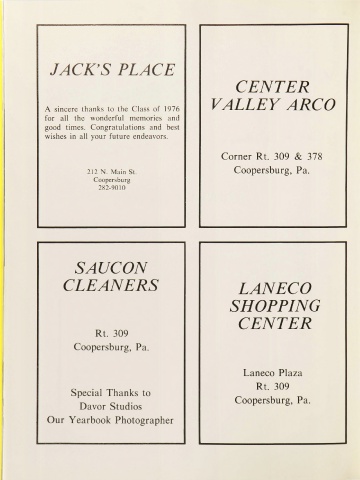 JACK'S PLACE
A sincere thanks to the Class of 1976
for all the wonderful memories and
good times. Congratulations and best
wishes in all your future endeavors.
212 N. Main St.
Coopersburg
282-9010
CENTER
VALLEY ARCO
Corner Rt. 309 & 378
Coopersburg, Pa.
SAUCON
CLEANERS
Rt. 309
Coopersburg, Pa.
Special Thanks to
Davor Studios
Our Yearbook Photographer
LANECO
SHOPPING
CENTER
Laneco Plaza
Rt. 309
Coopersburg, Pa.